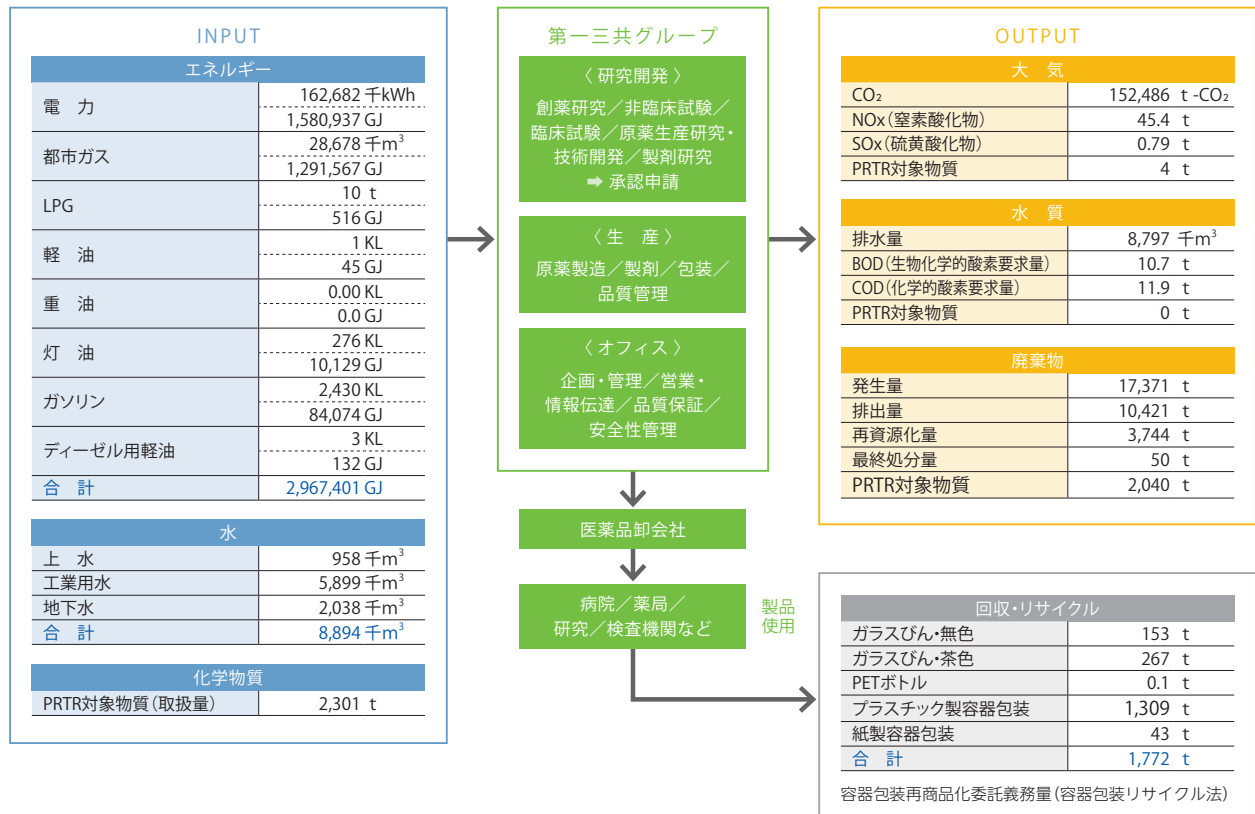 INPUT
エネルギー
電　力 162,682 千kWh
1,580,937 GJ
都市ガス 28,678 千m³
1,291,567 GJ
LPG 10 t
516 GJ
軽　油 1 KL
45 GJ
重　油 0.00 KL
0.0 GJ
灯　油 276 KL
10,129 GJ
ガソリン 2,430 KL
84,074 GJ
ディーゼル用軽油 3 KL
132 GJ
合　計 2,967,401 GJ
水
上　水 958 千m³
工業用水 5,899 千m³
地下水 2,038 千m³
合　計 8,894 千m³
化学物質
PRTR対象物質（取扱量） 2,301 t
第一三共グループ
〈 研究開発 〉
創薬研究／非臨床試験／
臨床試験／原薬生産研究・
技術開発／製剤研究
➡ 承認申請
〈 生　産 〉
原薬製造／製剤／包装／
品質管理
〈 オフィス 〉
企画・管理／営業・
情報伝達／品質保証／
安全性管理
医薬品卸会社
病院／薬局／
研究／検査機関など
製品
使用
OUTPUT
大　気
CO₂ 152,486 t -CO₂
NOx（窒素酸化物） 45.4 t
SOx（硫黄酸化物） 0.79 t
PRTR対象物質 4 t
水　質
排水量 8,797 千m³
BOD（生物化学的酸素要求量） 10.7 t
COD（化学的酸素要求量） 11.9 t
PRTR対象物質 0 t
廃棄物
発生量 17,371 t
排出量 10,421 t
再資源化量 3,744 t
最終処分量 50 t
PRTR対象物質 2,040 t
回収・リサイクル
ガラスびん・無色 153 t
ガラスびん・茶色 267 t
PETボトル 0.1 t
プラスチック製容器包装 1,309 t
紙製容器包装 43 t
合　計 1,772 t
容器包装再商品化委託義務量（容器包装リサイクル法）